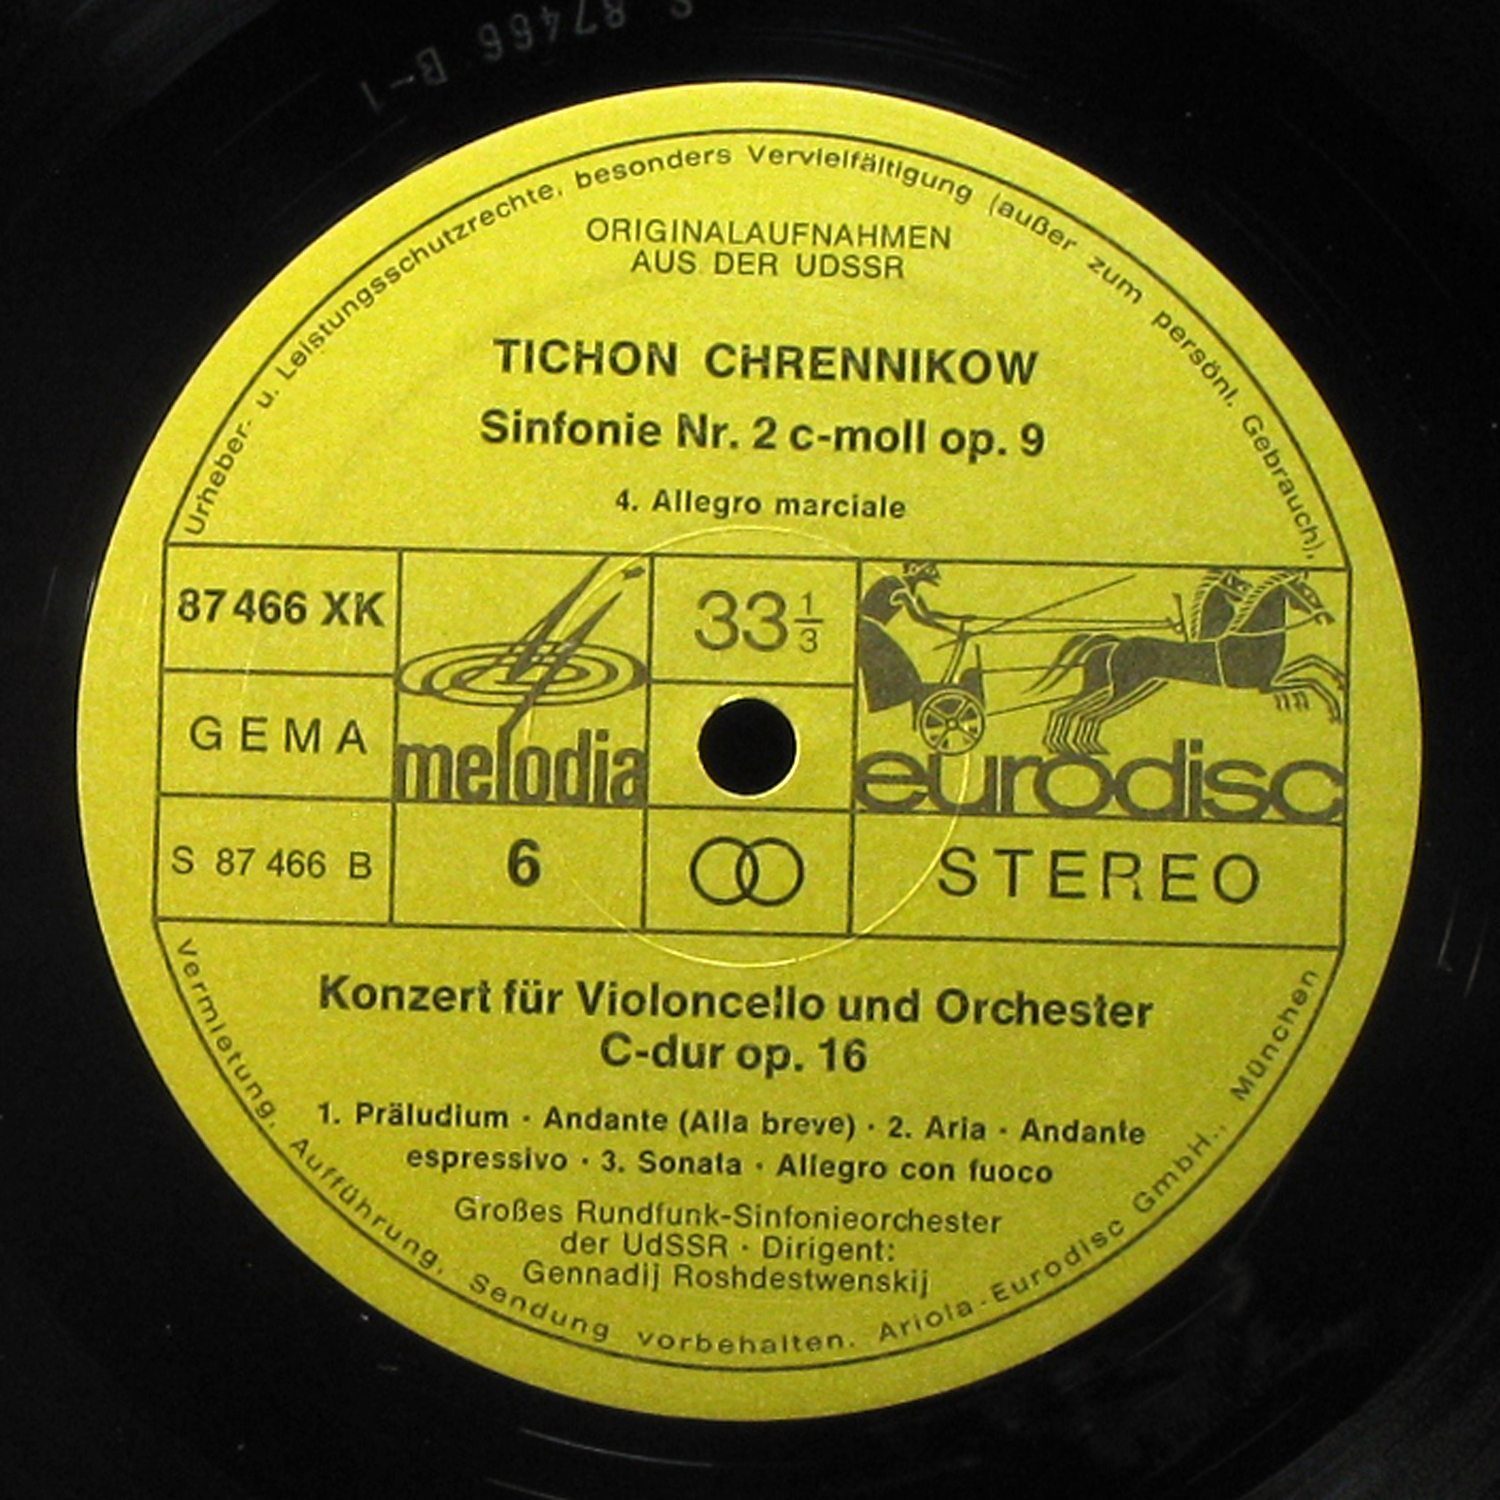 S 87466 B-1
Urheber- u. Leistungsschutzrechte, besonders Vervielfältigung (außer zum persönl. Gebrauch),
ORIGINALAUFNAHMEN
AUS DER UDSSR
TICHON CHRENNIKOW
Sinfonie Nr. 2 c-moll op. 9
4. Allegro marciale
87 466 XK
GEMA
S 87 466 B
melodia
6
33 1/3
eurodisc
STEREO
Konzert für Violoncello und Orchester
C-dur op. 16
1. Präludium · Andante (Alla breve) · 2. Aria · Andante
espressivo · 3. Sonata · Allegro con fuoco
Großes Rundfunk-Sinfonieorchester
der UdSSR · Dirigent:
Gennadij Roshdestwenskij
Vermietung, Aufführung, Sendung vorbehalten. Ariola-Eurodisc GmbH., München